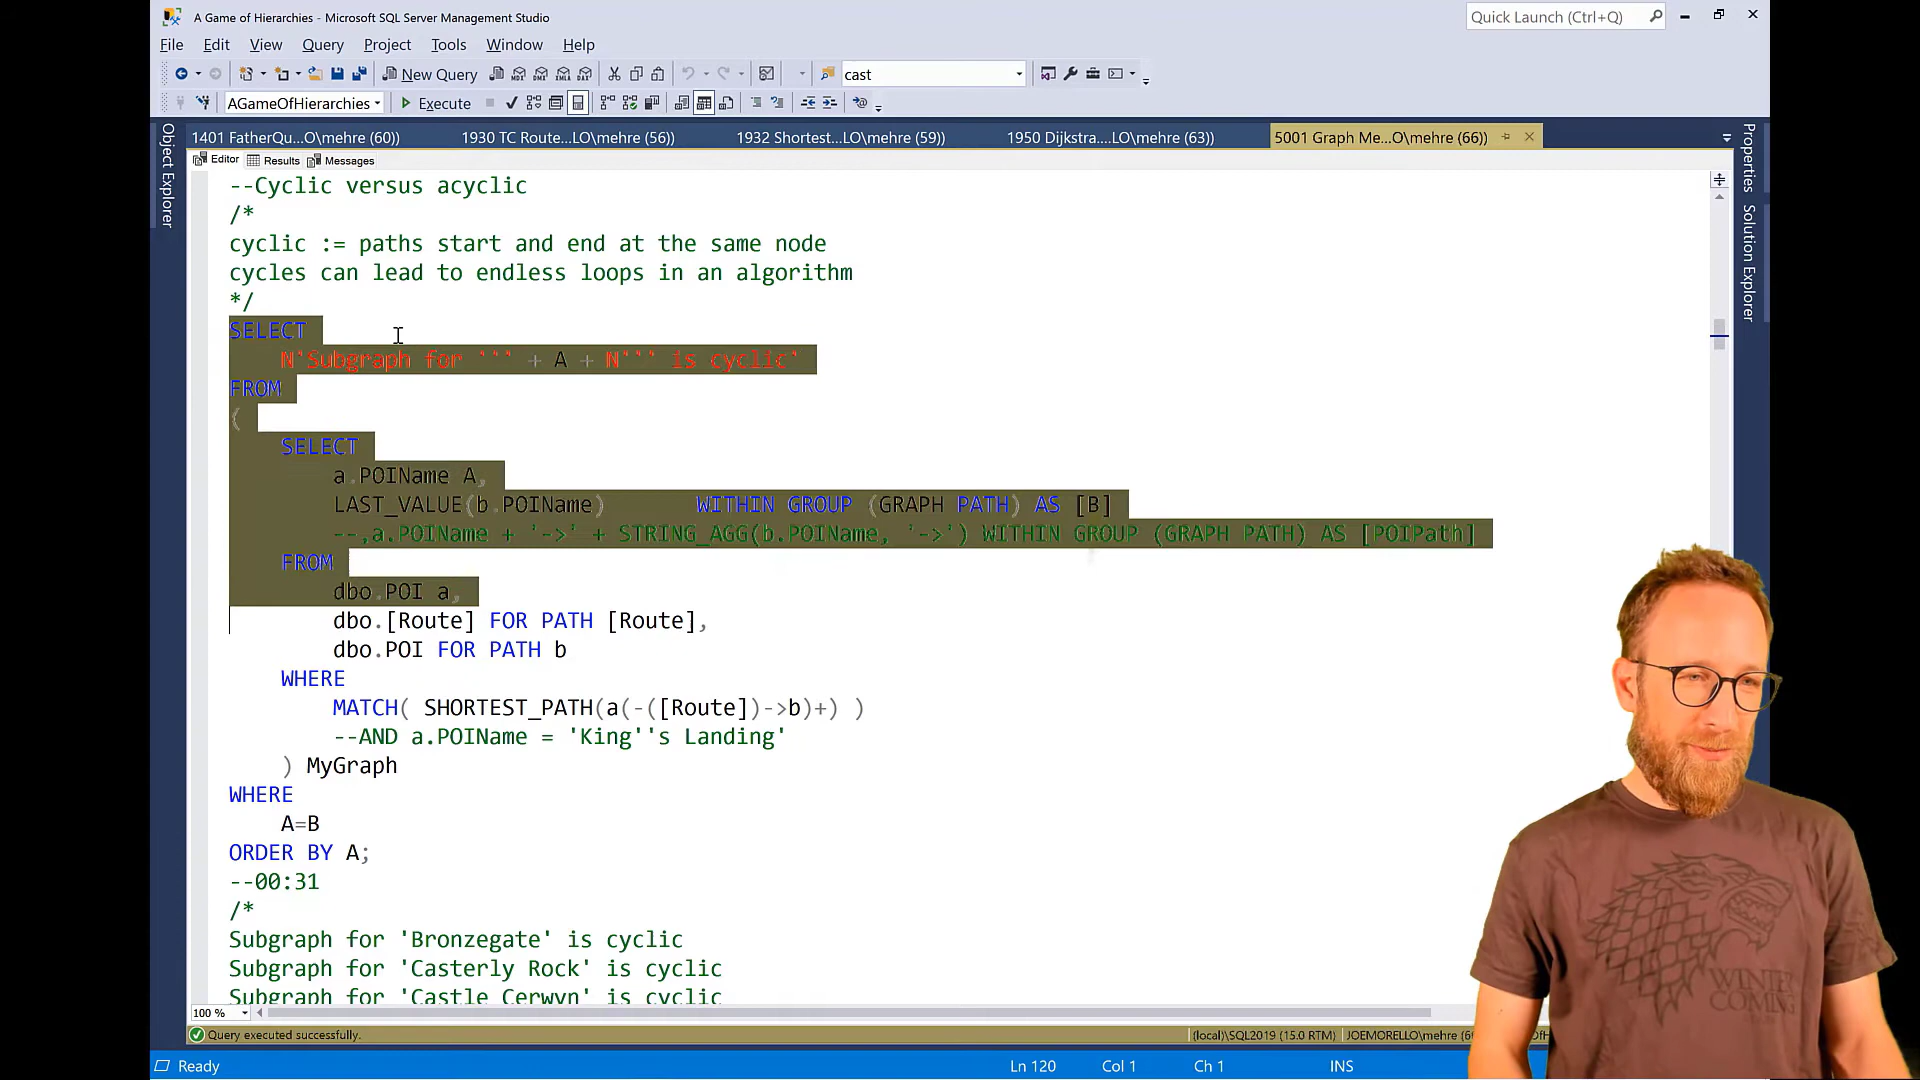 A Game of Hierarchies - Microsoft SQL Server Management Studio
Quick Launch (Ctrl+Q)
File Edit View Query Project Tools Window Help
New Query
cast
AGameOfHierarchies
Execute
1401 FatherQu...O\mehre (60))
1930 TC Route...LO\mehre (56))
1932 Shortest...LO\mehre (59))
1950 Dijkstra....LO\mehre (63))
5001 Graph Me...O\mehre (66))
Object Explorer
Properties
Solution Explorer
Editor Results Messages
--Cyclic versus acyclic
/*
cyclic := paths start and end at the same node
cycles can lead to endless loops in an algorithm
*/
SELECT
N'Subgraph for ''' + A + N''' is cyclic'
FROM
(
SELECT
a.POIName A,
LAST_VALUE(b.POIName) WITHIN GROUP (GRAPH PATH) AS [B]
--,a.POIName + '->' + STRING_AGG(b.POIName, '->') WITHIN GROUP (GRAPH PATH) AS [POIPath]
FROM
dbo.POI a,
dbo.[Route] FOR PATH [Route],
dbo.POI FOR PATH b
WHERE
MATCH( SHORTEST_PATH(a(-([Route])->b)+) )
--AND a.POIName = 'King''s Landing'
) MyGraph
WHERE
A=B
ORDER BY A;
--00:31
/*
Subgraph for 'Bronzegate' is cyclic
Subgraph for 'Casterly Rock' is cyclic
Subgraph for 'Castle Cerwyn' is cyclic
100 %
Query executed successfully.
(local)\SQL2019 (15.0 RTM)
JOEMORELLO\mehre
Ready
Ln 120
Col 1
Ch 1
INS
WINTER
COMING